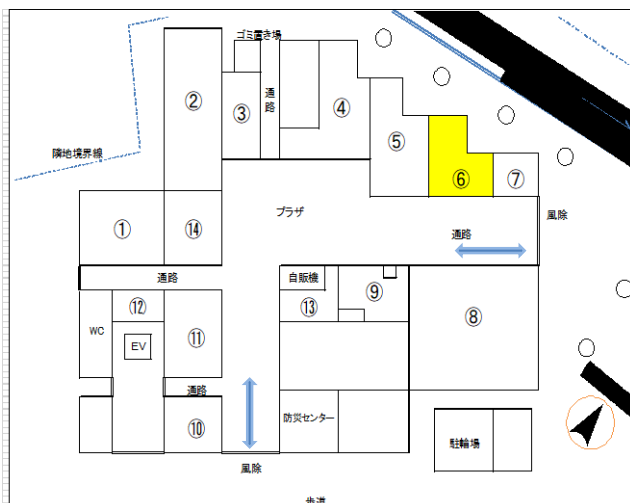 ゴミ置き場
②
③
通路
④
⑤
隣地境界線
⑥
⑦
プラザ
風除
①
⑭
通路
通路
自販機
⑨
⑫
⑬
⑧
WC
⑪
EV
通路
防災センター
⑩
駐輪場
風除
歩道